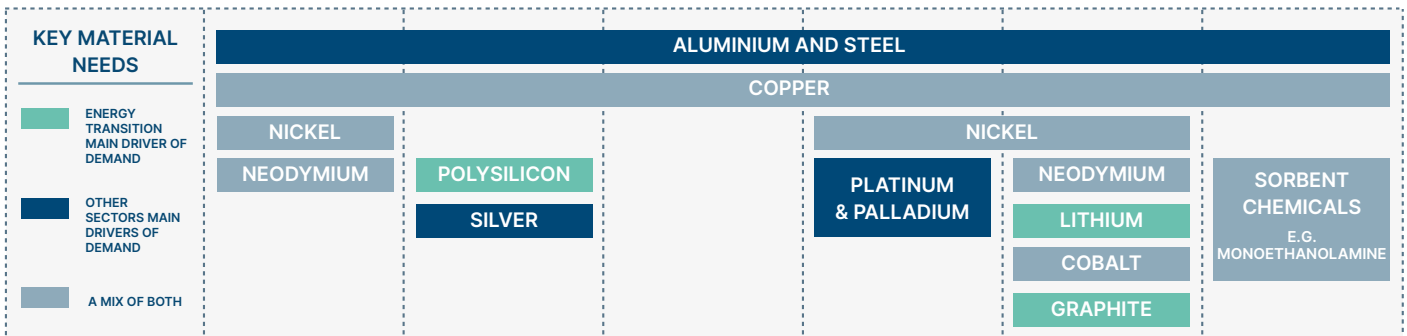 KEY MATERIAL
NEEDS
ENERGY
TRANSITION
MAIN DRIVER OF
DEMAND
OTHER
SECTORS MAIN
DRIVERS OF
DEMAND
A MIX OF BOTH
ALUMINIUM AND STEEL
COPPER
NICKEL
NEODYMIUM
POLYSILICON
SILVER
NICKEL
PLATINUM
& PALLADIUM
NEODYMIUM
LITHIUM
COBALT
GRAPHITE
SORBENT
CHEMICALS
E.G.
MONOETHANOLAMINE